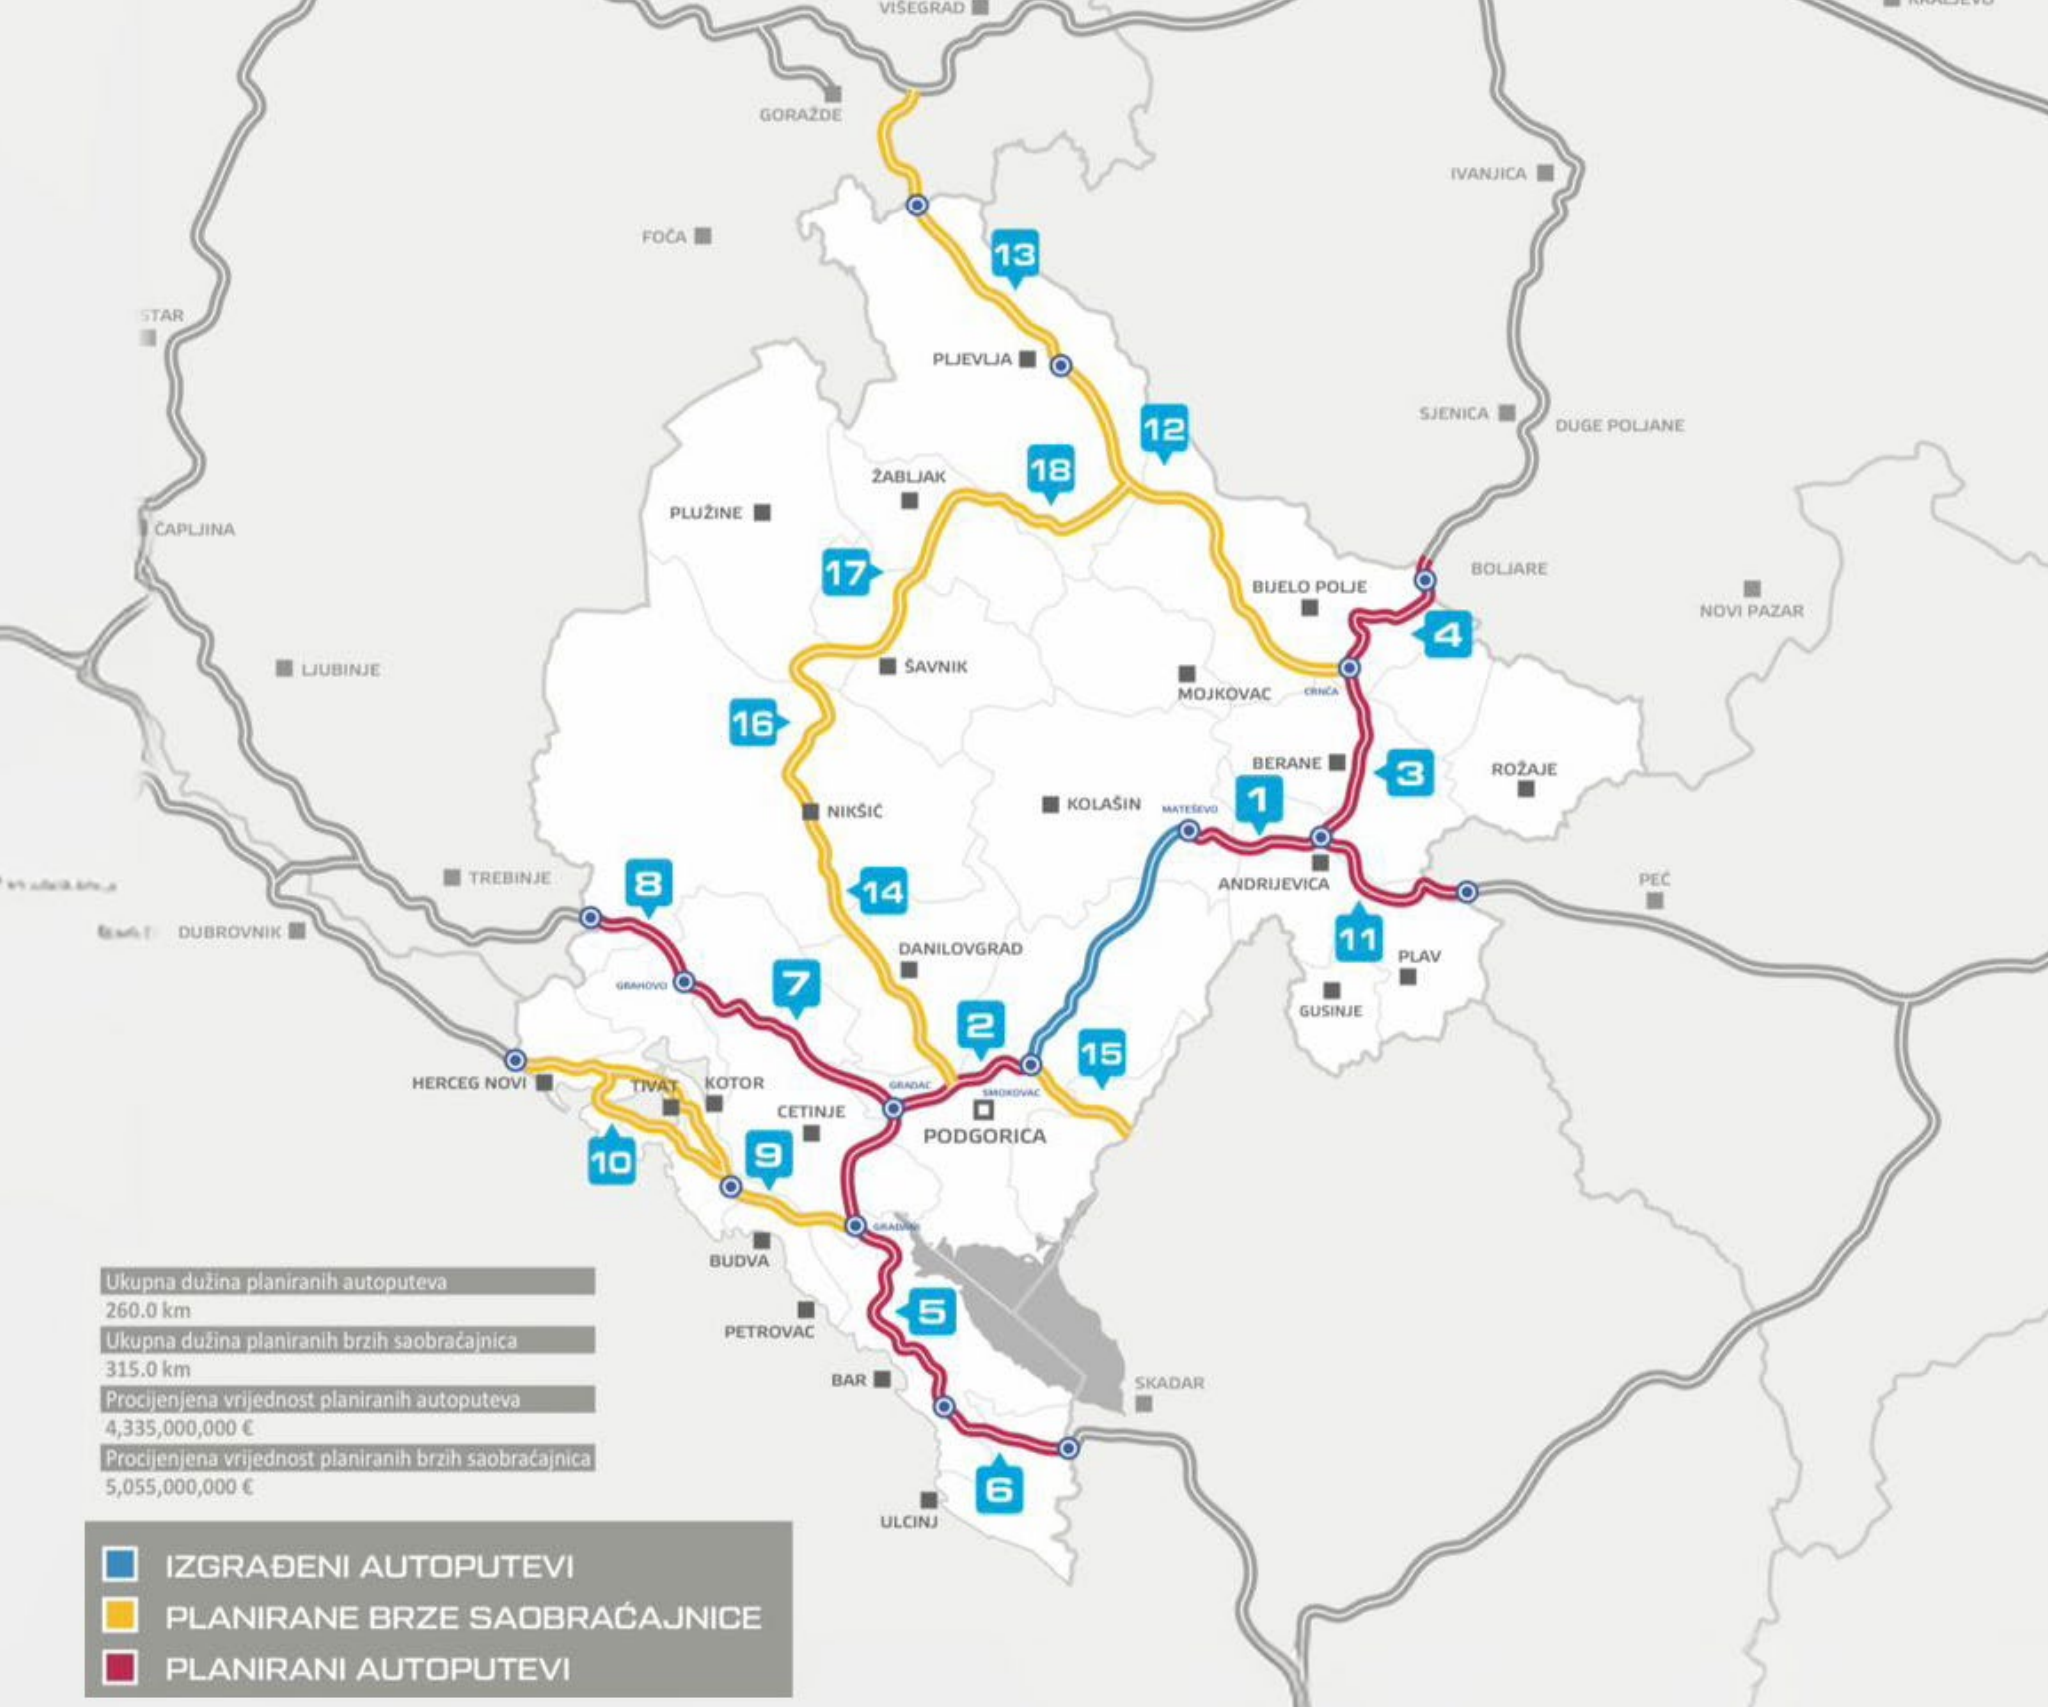 VIŠEGRAD
KRALJEVO
GORAŽDE
IVANJICA
FOČA
13
STAR
PLJEVLJA
SJENICA
DUGE POLJANE
12
18
ŽABLJAK
PLUŽINE
ČAPLJINA
17
BOLJARE
BIJELO POLJE
NOVI PAZAR
4
LJUBINJE
ŠAVNIK
MOJKOVAC
CRNČA
16
BERANE
3
ROŽAJE
1
KOLAŠIN
MATEŠEVO
NIKŠIĆ
TREBINJE
8
14
ANDRIJEVICA
PEĆ
DUBROVNIK
11
DANILOVGRAD
PLAV
GRAHOVO
7
GUSINJE
2
15
HERCEG NOVI
TIVAT
KOTOR
GRADAC
SMOKOVAC
CETINJE
PODGORICA
10
9
GRAĐANI
BUDVA
Ukupna dužina planiranih autoputeva
260.0 km
Ukupna dužina planiranih brzih saobraćajnica
315.0 km
Procijenjena vrijednost planiranih autoputeva
4,335,000,000 €
Procijenjena vrijednost planiranih brzih saobraćajnica
5,055,000,000 €
5
PETROVAC
BAR
SKADAR
6
ULCINJ
IZGRAĐENI AUTOPUTEVI
PLANIRANE BRZE SAOBRAĆAJNICE
PLANIRANI AUTOPUTEVI